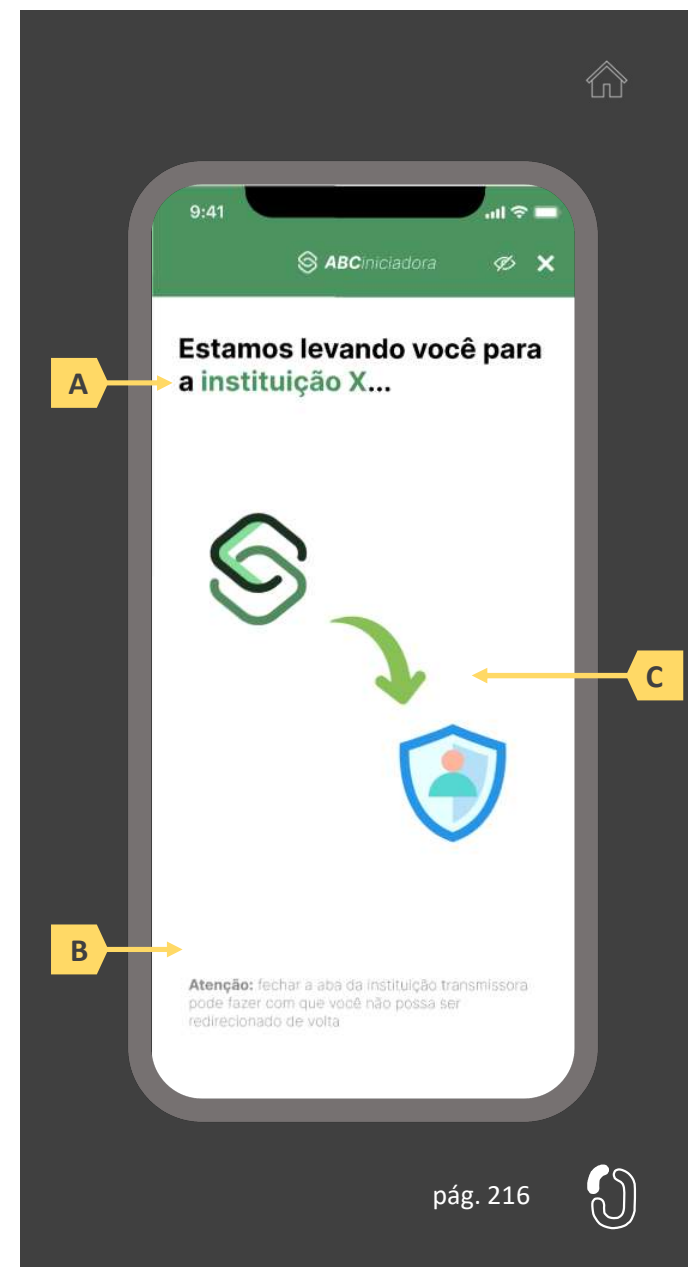 9:41
ABCiniciadora
Estamos levando você para
a instituição X...
A
C
B
Atenção: fechar a aba da instituição transmissora
pode fazer com que você não possa ser
redirecionado de volta
pág. 216